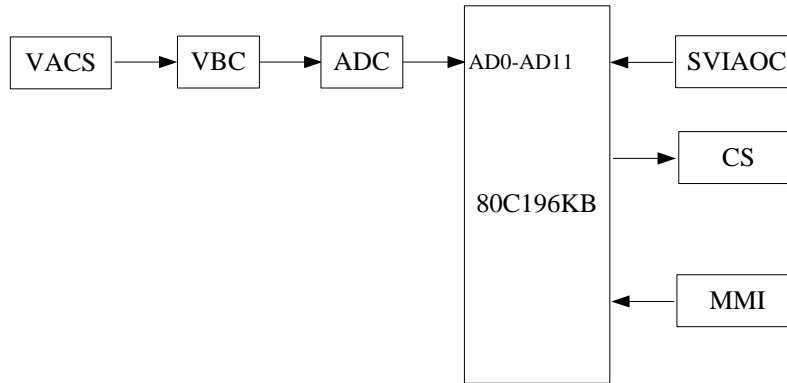 VACS
VBC
ADC
AD0-AD11
SVIAOC
CS
80C196KB
MMI